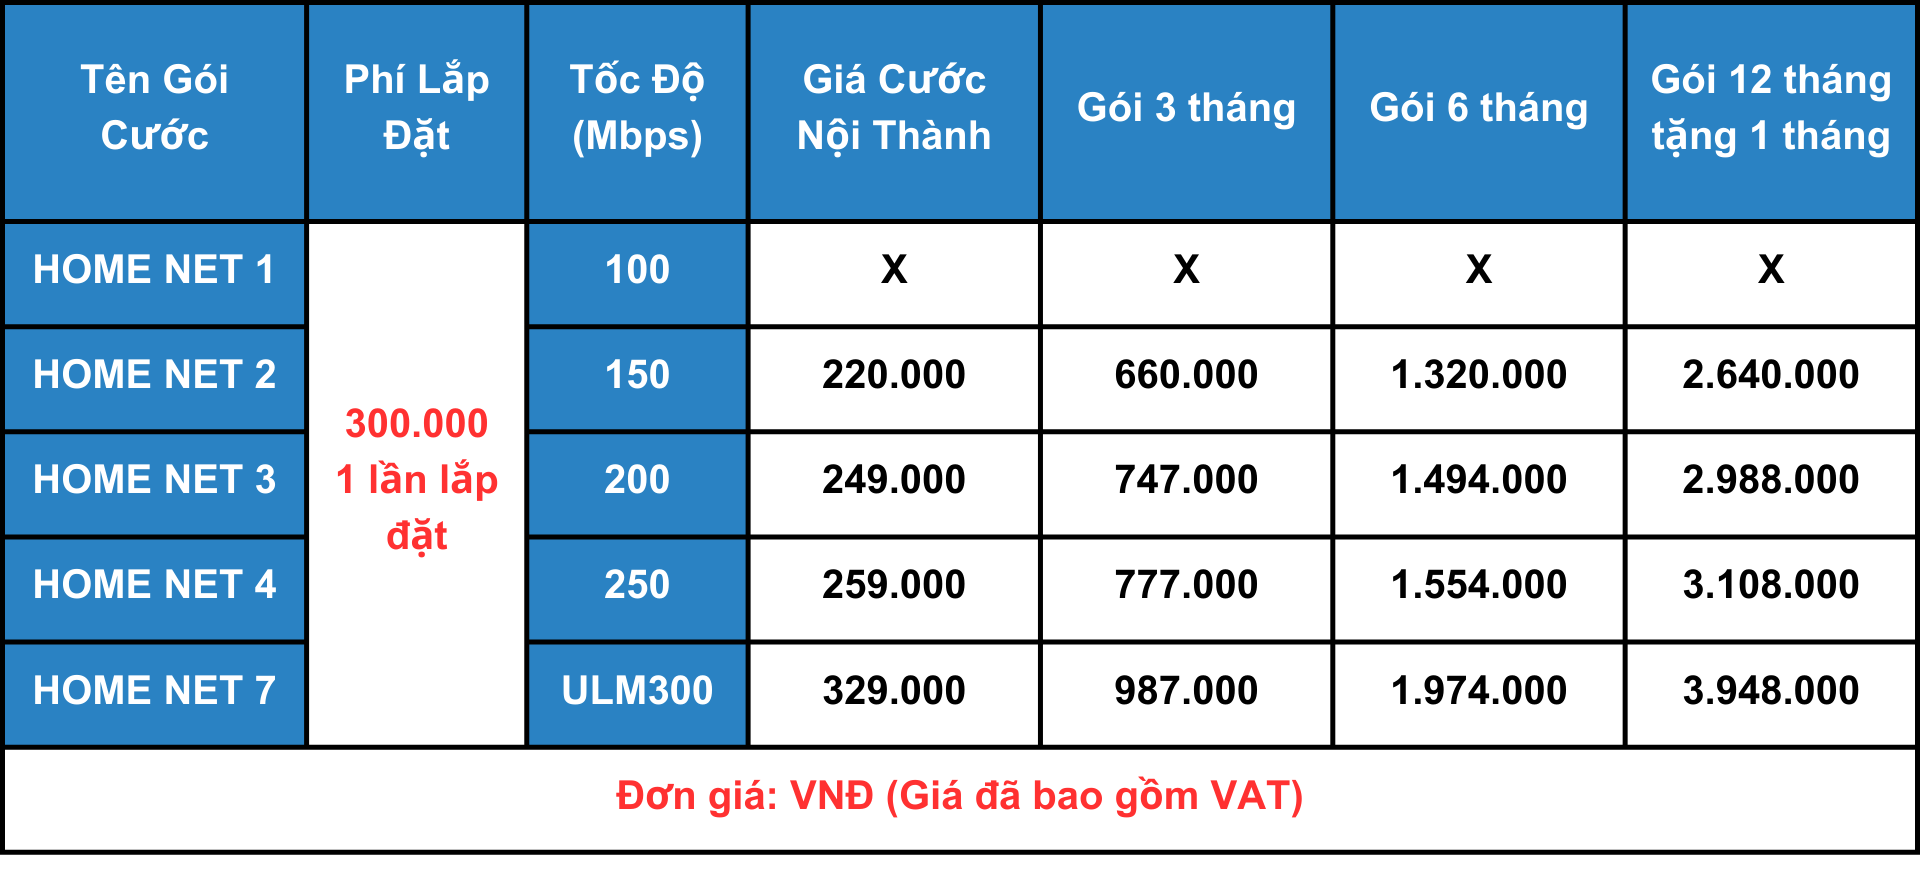 Tên Gói
Cước
Phí Lắp
Đặt
Tốc Độ
(Mbps)
Giá Cước
Nội Thành
Gói 3 tháng
Gói 6 tháng
Gói 12 tháng
tặng 1 tháng
HOME NET 1
100
X
X
X
X
HOME NET 2
150
220.000
660.000
1.320.000
2.640.000
300.000
1 lần lắp
đặt
HOME NET 3
200
249.000
747.000
1.494.000
2.988.000
HOME NET 4
250
259.000
777.000
1.554.000
3.108.000
HOME NET 7
ULM300
329.000
987.000
1.974.000
3.948.000
Đơn giá: VNĐ (Giá đã bao gồm VAT)